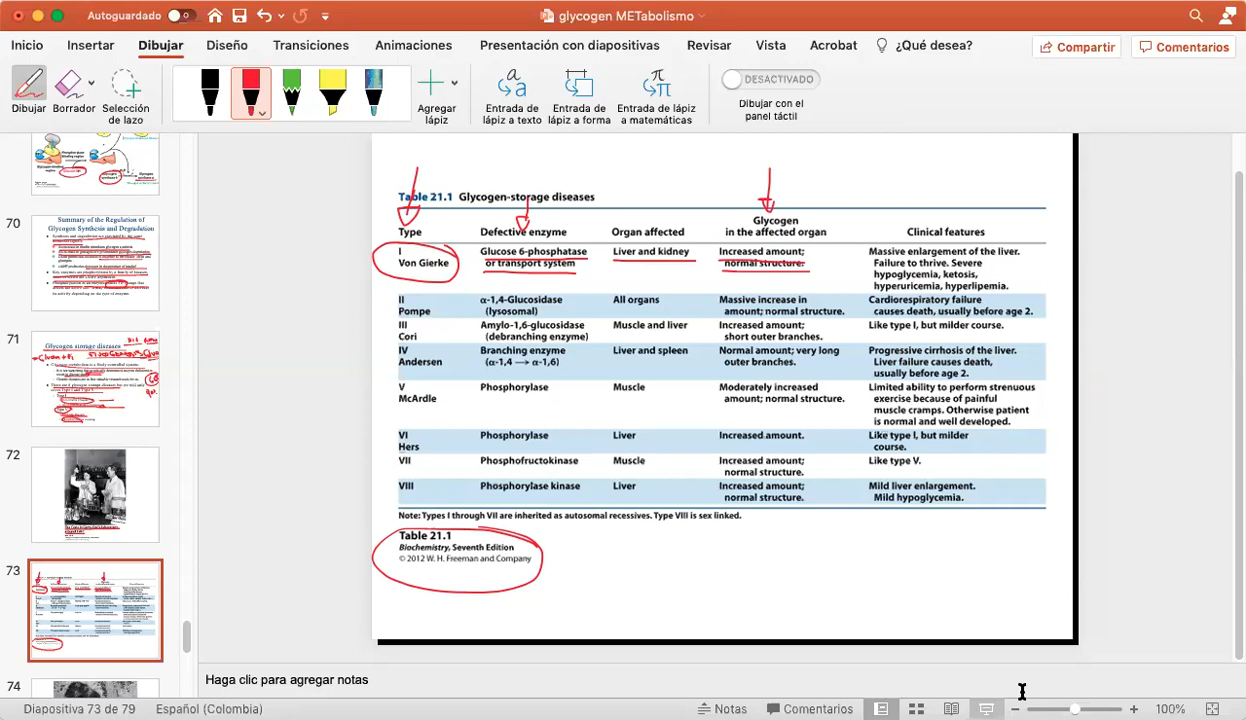 Autoguardado
glycogen METabolismo
Inicio Insertar Dibujar Diseño Transiciones Animaciones Presentación con diapositivas Revisar Vista Acrobat ¿Qué desea? Compartir Comentarios
DESACTIVADO
Dibujar Borrador Selección de lazo Agregar lápiz Entrada de lápiz a texto Entrada de lápiz a forma Entrada de lápiz a matemáticas Dibujar con el panel táctil
70
Summary of the Regulation of
Glycogen Synthesis and Degradation
71
Glycogen storage diseases
72
73
74
Table 21.1 Glycogen-storage diseases
Type Defective enzyme Organ affected Glycogen in the affected organ Clinical features
I Von Gierke Glucose 6-phosphatase or transport system Liver and kidney Increased amount; normal structure. Massive enlargement of the liver. Failure to thrive. Severe hypoglycemia, ketosis, hyperuricemia, hyperlipemia.
II Pompe α-1,4-Glucosidase (lysosomal) All organs Massive increase in amount; normal structure. Cardiorespiratory failure causes death, usually before age 2.
III Cori Amylo-1,6-glucosidase (debranching enzyme) Muscle and liver Increased amount; short outer branches. Like type I, but milder course.
IV Andersen Branching enzyme (α-1,4 → α-1,6) Liver and spleen Normal amount; very long outer branches. Progressive cirrhosis of the liver. Liver failure causes death, usually before age 2.
V McArdle Phosphorylase Muscle Moderately increased amount; normal structure. Limited ability to perform strenuous exercise because of painful muscle cramps. Otherwise patient is normal and well developed.
VI Hers Phosphorylase Liver Increased amount. Like type I, but milder course.
VII Phosphofructokinase Muscle Increased amount; normal structure. Like type V.
VIII Phosphorylase kinase Liver Increased amount; normal structure. Mild liver enlargement. Mild hypoglycemia.
Note: Types I through VII are inherited as autosomal recessives. Type VIII is sex linked.
Table 21.1
Biochemistry, Seventh Edition
© 2012 W. H. Freeman and Company
Haga clic para agregar notas
Diapositiva 73 de 79 Español (Colombia) Notas Comentarios 100%